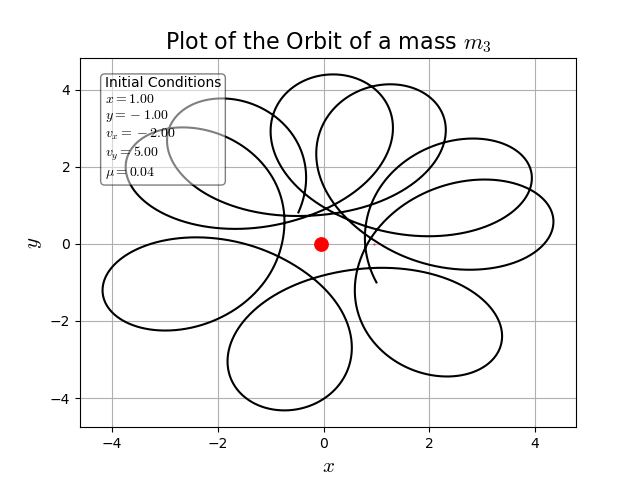 Plot of the Orbit of a mass m₃
Initial Conditions
x = 1.00
y = −1.00
vₓ = −2.00
v_y = 5.00
μ = 0.04
4
2
0
−2
−4
y
−4
−2
0
2
4
x